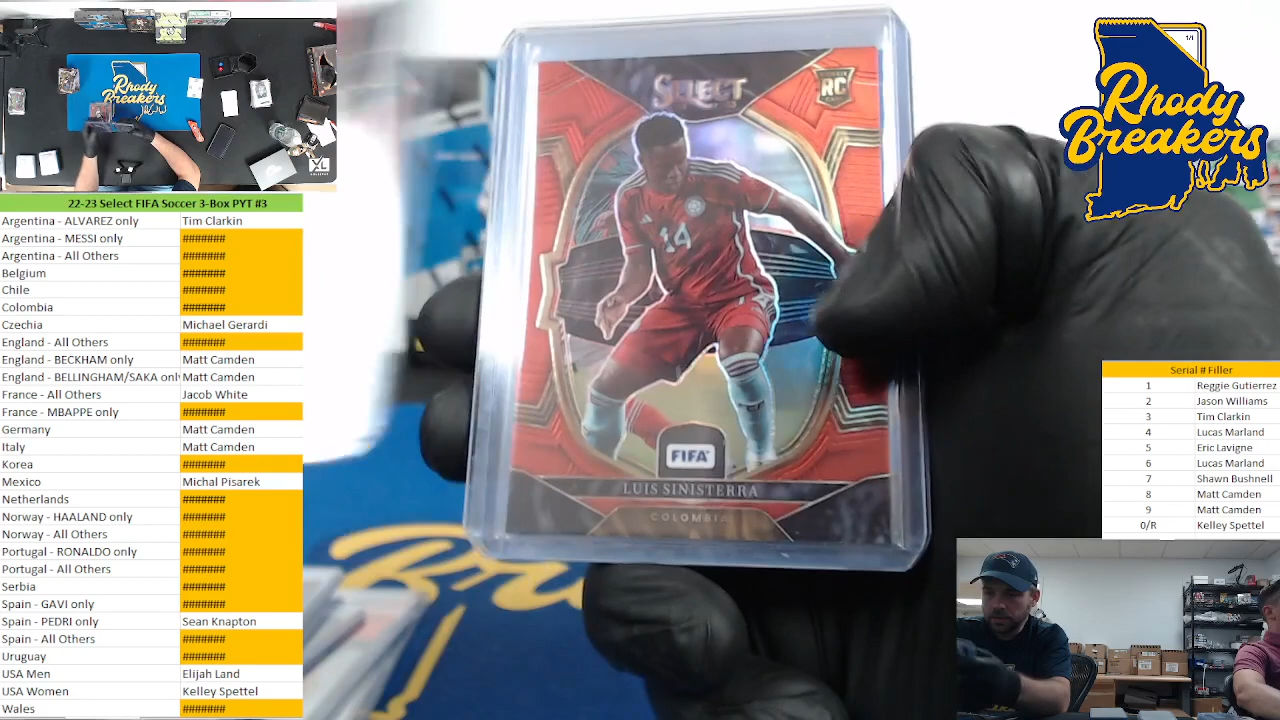 Rhody
Breakers
22-23 Select FIFA Soccer 3-Box PYT #3
Argentina - ALVAREZ only Tim Clarkin
Argentina - MESSI only #######
Argentina - All Others #######
Belgium #######
Chile #######
Colombia #######
Czechia Michael Gerardi
England - All Others #######
England - BECKHAM only Matt Camden
England - BELLINGHAM/SAKA onl Matt Camden
France - All Others Jacob White
France - MBAPPE only #######
Germany Matt Camden
Italy Matt Camden
Korea #######
Mexico Michal Pisarek
Netherlands #######
Norway - HAALAND only #######
Norway - All Others #######
Portugal - RONALDO only #######
Portugal - All Others #######
Serbia #######
Spain - GAVI only #######
Spain - PEDRI only Sean Knapton
Spain - All Others #######
Uruguay #######
USA Men Elijah Land
USA Women Kelley Spettel
Wales #######
SELECT
RC
14
FIFA
LUIS SINISTERRA
COLOMBIA
1/1
Rhody
Breakers
Serial # Filler
1 Reggie Gutierrez
2 Jason Williams
3 Tim Clarkin
4 Lucas Marland
5 Eric Lavigne
6 Lucas Marland
7 Shawn Bushnell
8 Matt Camden
9 Matt Camden
0/R Kelley Spettel